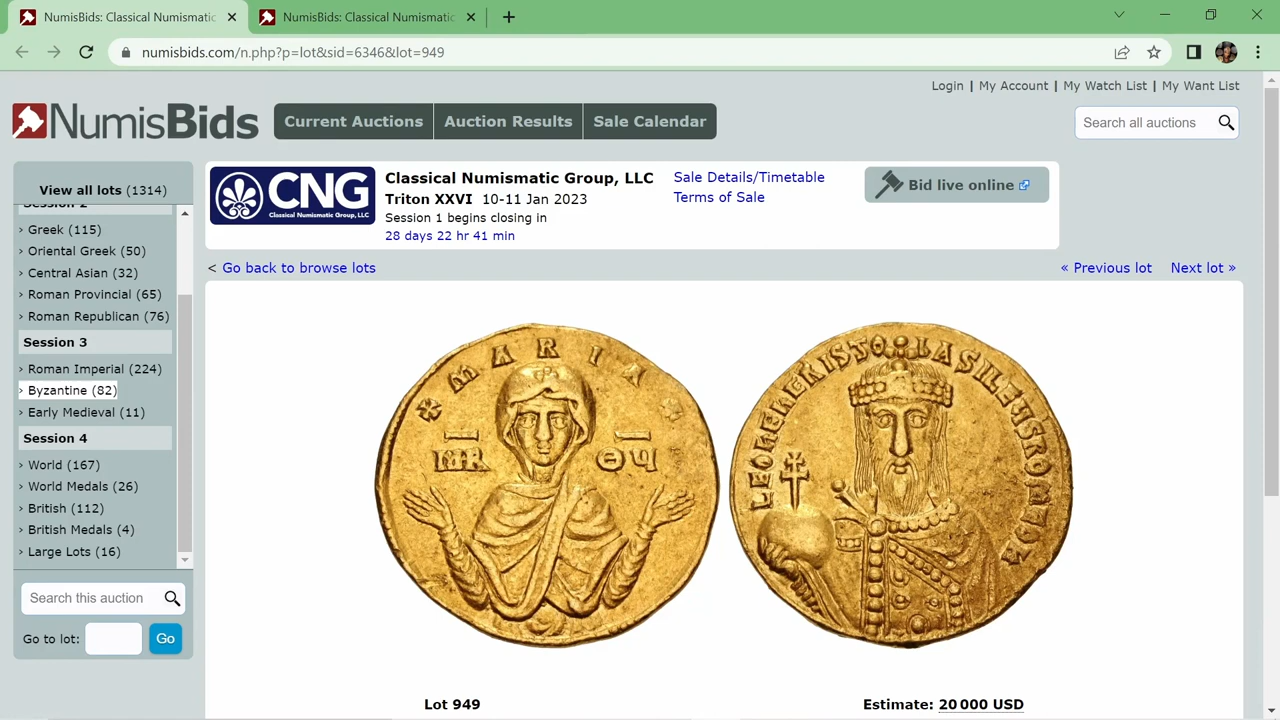 NumisBids: Classical Numismatic
NumisBids: Classical Numismatic
numisbids.com/n.php?p=lot&sid=6346&lot=949
Login | My Account | My Watch List | My Want List
NumisBids
Current Auctions
Auction Results
Sale Calendar
Search all auctions
View all lots (1314)
Session 2
› Greek (115)
› Oriental Greek (50)
› Central Asian (32)
› Roman Provincial (65)
› Roman Republican (76)
Session 3
› Roman Imperial (224)
› Byzantine (82)
› Early Medieval (11)
Session 4
› World (167)
› World Medals (26)
› British (112)
› British Medals (4)
› Large Lots (16)
Search this auction
Go to lot:
Go
CNG
Classical Numismatic Group, LLC
Classical Numismatic Group, LLC
Triton XXVI 10-11 Jan 2023
Session 1 begins closing in
28 days 22 hr 41 min
Sale Details/Timetable
Terms of Sale
Bid live online
< Go back to browse lots
« Previous lot
Next lot »
MARIA
Lot 949
Estimate: 20 000 USD